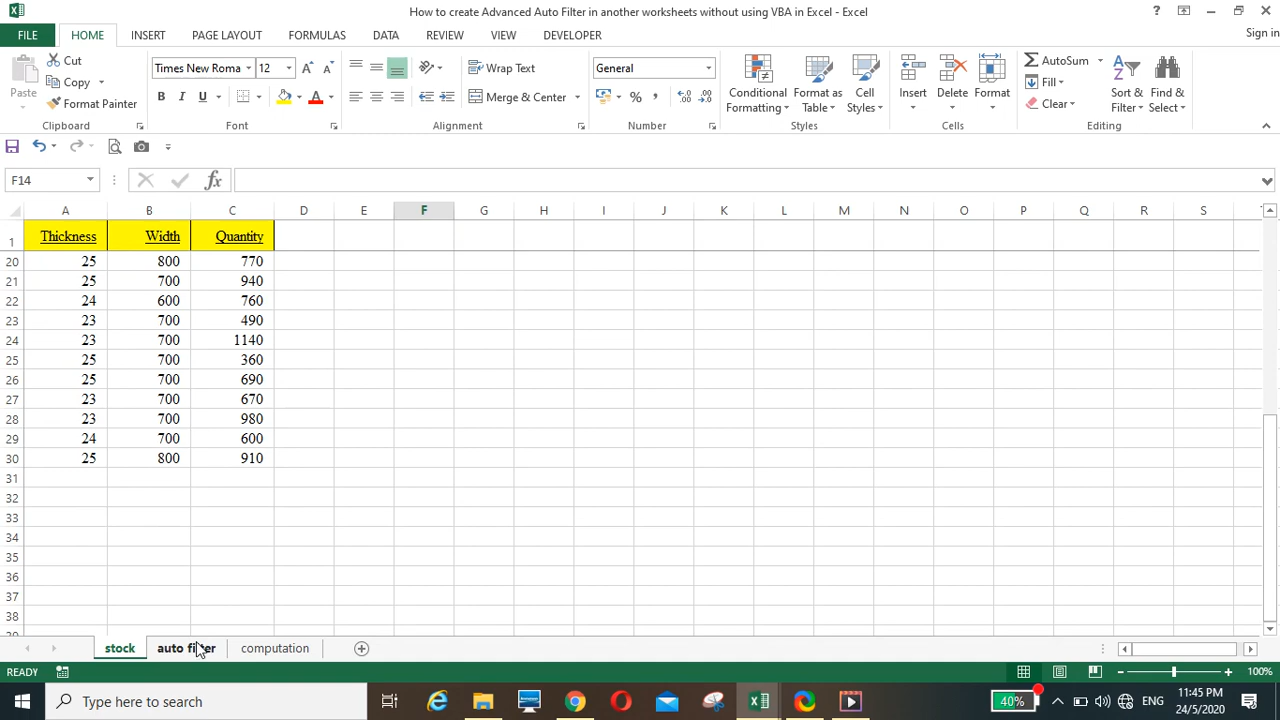 How to create Advanced Auto Filter in another worksheets without using VBA in Excel - Excel
?
FILE HOME INSERT PAGE LAYOUT FORMULAS DATA REVIEW VIEW DEVELOPER Sign in
Paste
Cut
Copy
Format Painter
Clipboard
Times New Roma 12
B I U
Font
Wrap Text
Merge & Center
Alignment
General
%
Number
Conditional Formatting
Format as Table
Cell Styles
Styles
Insert Delete Format
Cells
AutoSum
Fill
Clear
Sort & Filter
Find & Select
Editing
F14
fx
A B C D E F G H I J K L M N O P Q R S
1 Thickness Width Quantity
20 25 800 770
21 25 700 940
22 24 600 760
23 23 700 490
24 23 700 1140
25 25 700 360
26 25 700 690
27 23 700 670
28 23 700 980
29 24 700 600
30 25 800 910
31
32
33
34
35
36
37
38
stock auto filter computation
READY 100%
Type here to search
40%
ENG
11:45 PM
24/5/2020